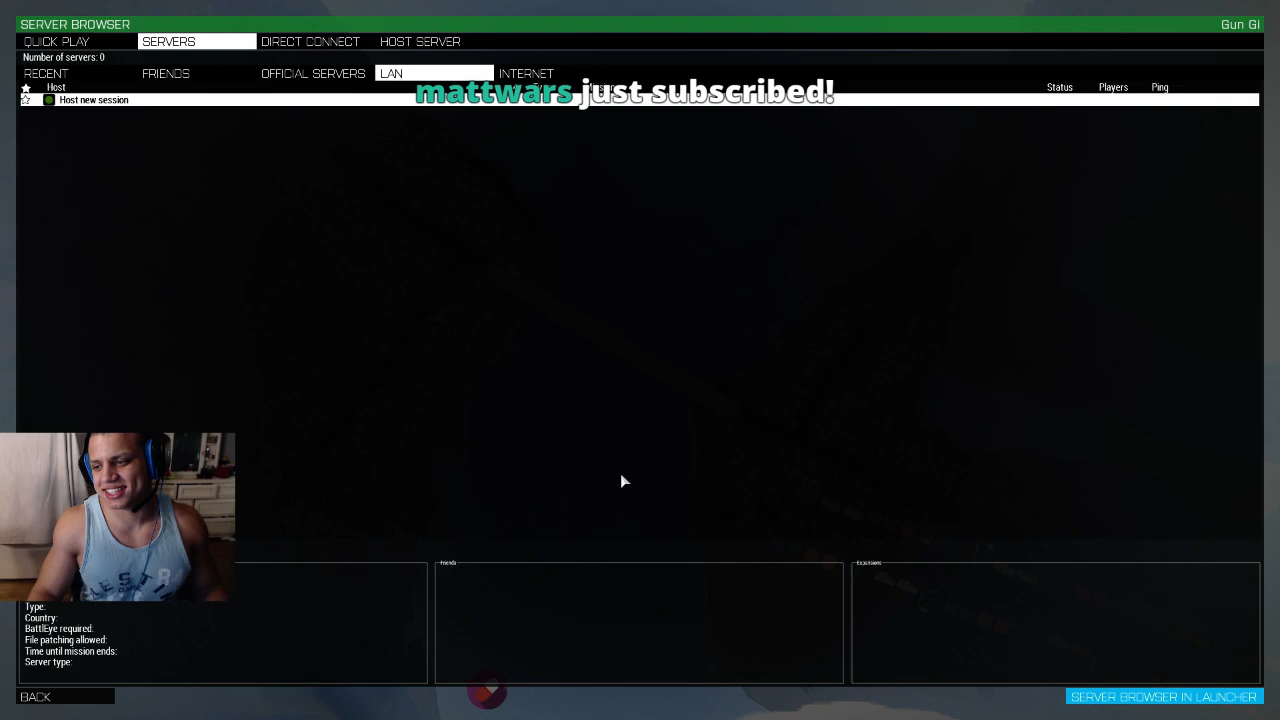 SERVER BROWSER
Gun Gi
QUICK PLAY
SERVERS
DIRECT CONNECT
HOST SERVER
Number of servers: 0
RECENT
FRIENDS
OFFICIAL SERVERS
LAN
INTERNET
Host
Status
Players
Ping
mattwars just subscribed!
Host new session
Friends
Expansions
Type:
Country:
BattlEye required:
File patching allowed:
Time until mission ends:
Server type:
BACK
SERVER BROWSER IN LAUNCHER